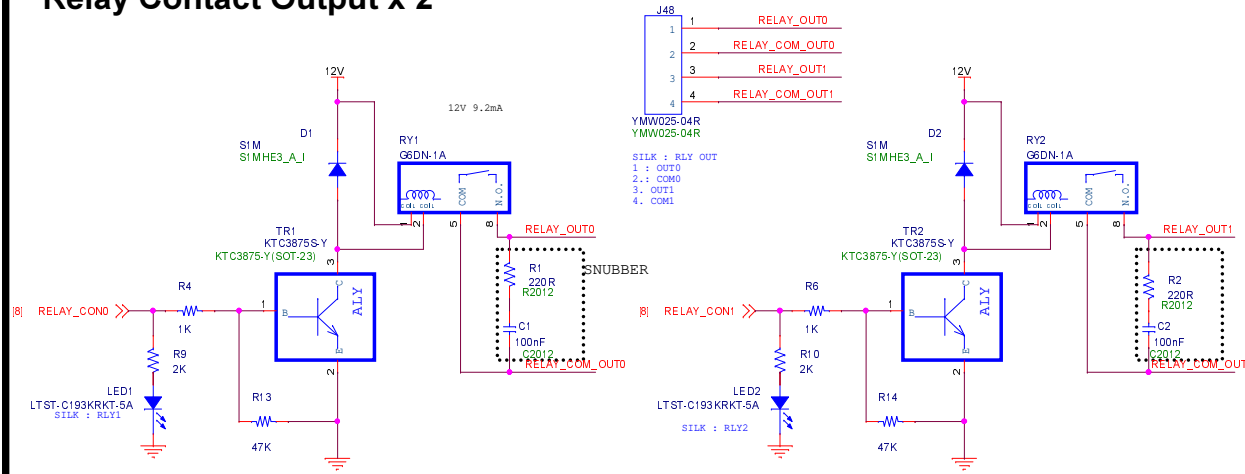 Relay Contact Output x 2
J48
1 1 RELAY_OUT0
2 2 RELAY_COM_OUT0
3 3 RELAY_OUT1
4 4 RELAY_COM_OUT1
YMW025-04R
YMW025-04R
SILK : RLY OUT
1 : OUT0
2.: COM0
3. OUT1
4. COM1
12V
12V 9.2mA
D1
S1M
S1MHE3_A_I
RY1
G6DN-1A
COIL COIL
COM
N.O.
1 2 5 8
RELAY_OUT0
TR1
KTC3875S-Y
KTC3875-Y(SOT-23)
3
C
B
E
ALY
1
2
SNUBBER
R1
220R
R2012
C1
100nF
C2012
RELAY_COM_OUT0
[8] RELAY_CON0
R4
1K
R9
2K
LED1
LTST-C193KRKT-5A
SILK : RLY1
R13
47K
12V
D2
S1M
S1MHE3_A_I
RY2
G6DN-1A
COIL COIL
COM
N.O.
1 2 5 8
RELAY_OUT1
TR2
KTC3875S-Y
KTC3875-Y(SOT-23)
3
C
B
E
ALY
1
2
R2
220R
R2012
C2
100nF
C2012
RELAY_COM_OUT
[8] RELAY_CON1
R6
1K
R10
2K
LED2
LTST-C193KRKT-5A
SILK : RLY2
R14
47K